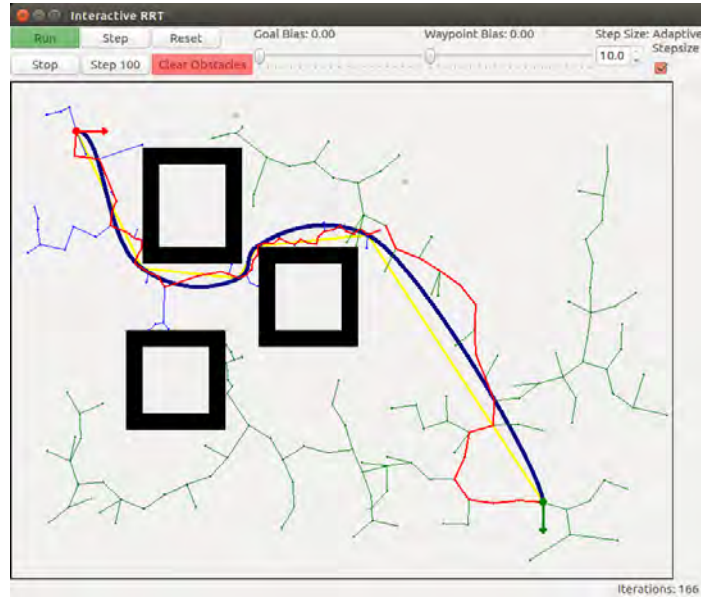 Interactive RRT
Run Step Reset Goal Bias: 0.00 Waypoint Bias: 0.00 Step Size: Adaptive
Stepsize
10.0
Stop Step 100 Clear Obstacles
Iterations: 166